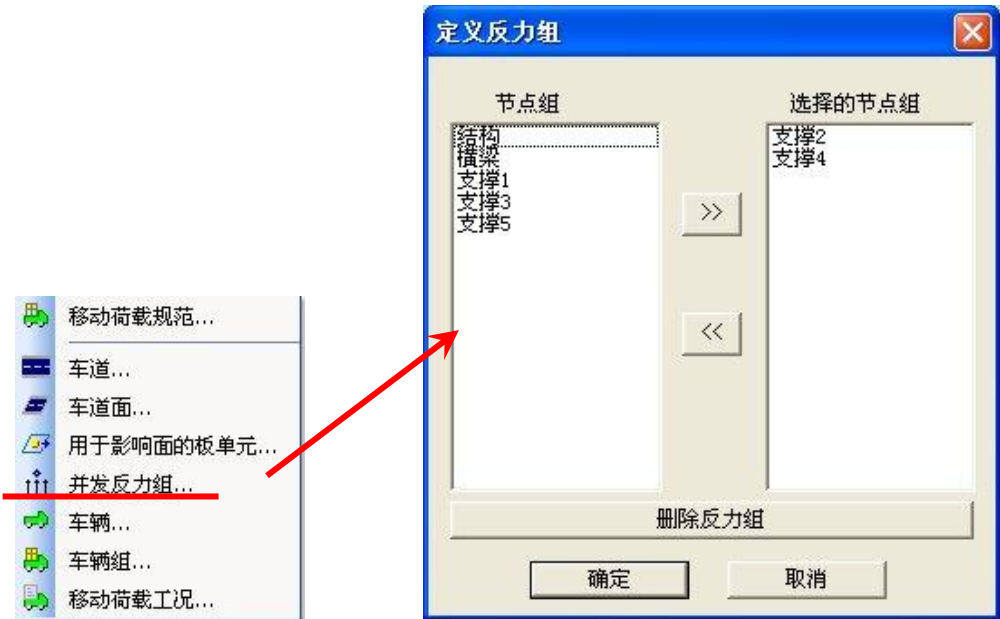 定义反力组
节点组
选择的节点组
结构
横梁
支撑1
支撑3
支撑5
支撑2
支撑4
>>
<<
删除反力组
确定
取消
移动荷载规范...
车道...
车道面...
用于影响面的板单元...
并发反力组...
车辆...
车辆组...
移动荷载工况...